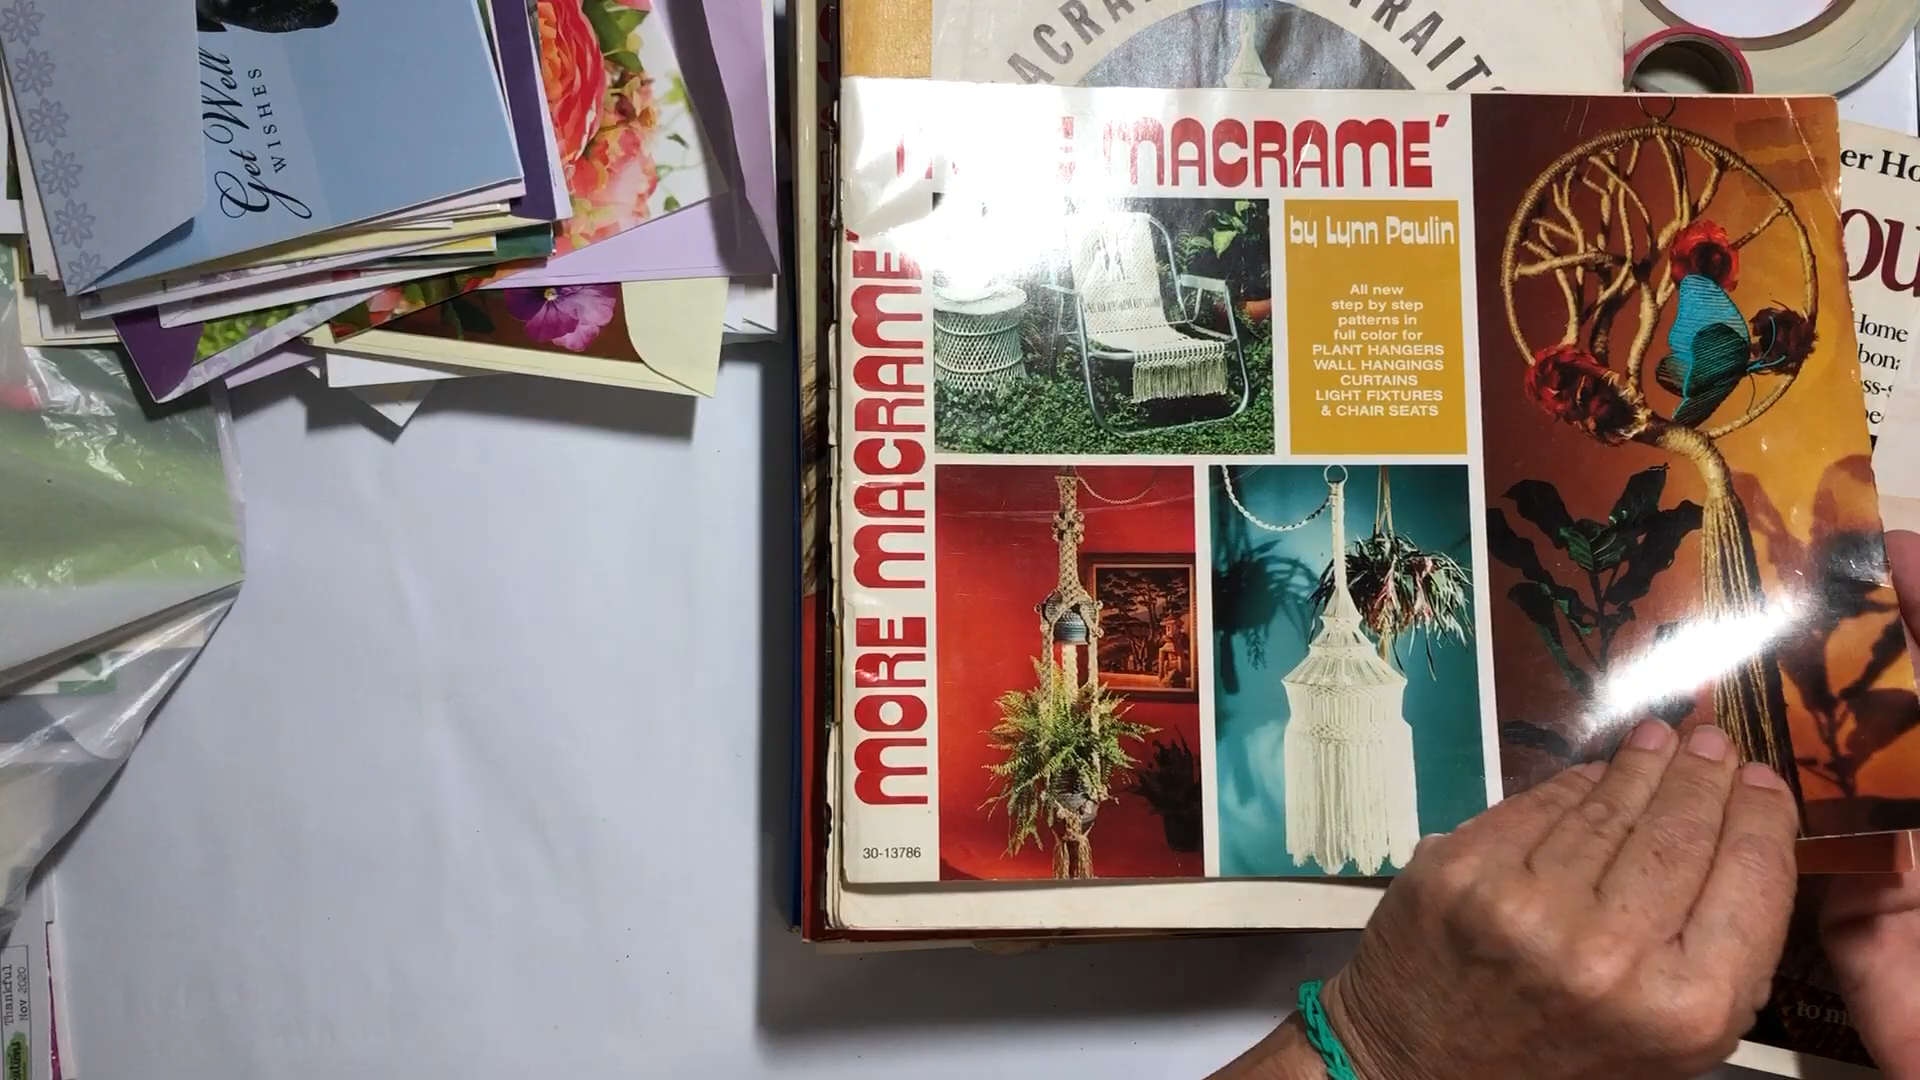 Get Well
WISHES
MACRAME´
MORE MACRAME´
by Lynn Paulin
All new
step by step
patterns in
full color for
PLANT HANGERS
WALL HANGINGS
CURTAINS
LIGHT FIXTURES
& CHAIR SEATS
30-13786
Home
to m
Thankful
Nov 2020